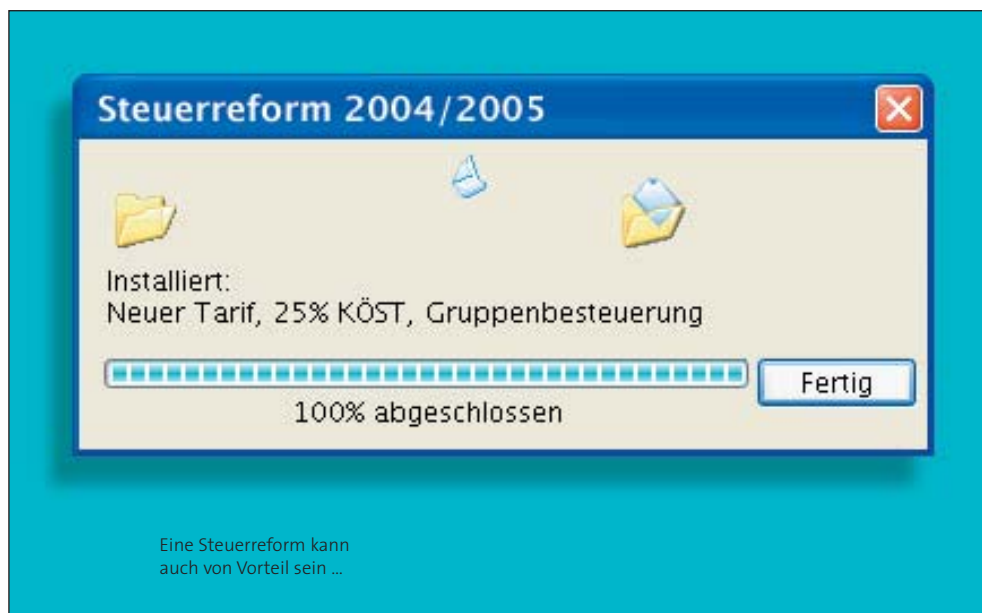 Steuerreform 2004/2005
Installiert:
Neuer Tarif, 25% KÖST, Gruppenbesteuerung
Fertig
100% abgeschlossen
Eine Steuerreform kann
auch von Vorteil sein ...